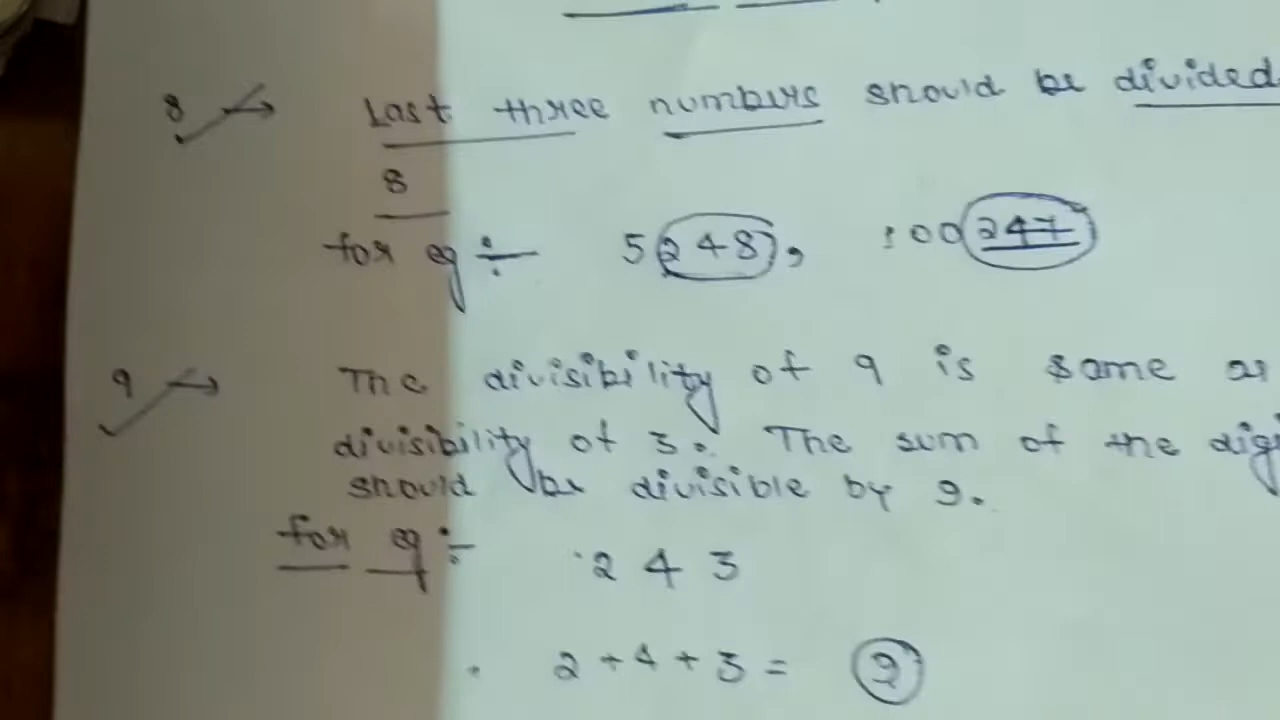 8 → Last three numbers should be divided
8
for eg ÷ 5248, 100247
9 → The divisibility of 9 is same as
divisibility of 3. The sum of the digi
should be divisible by 9.
for eg ÷ 243
2+4+3 = 9